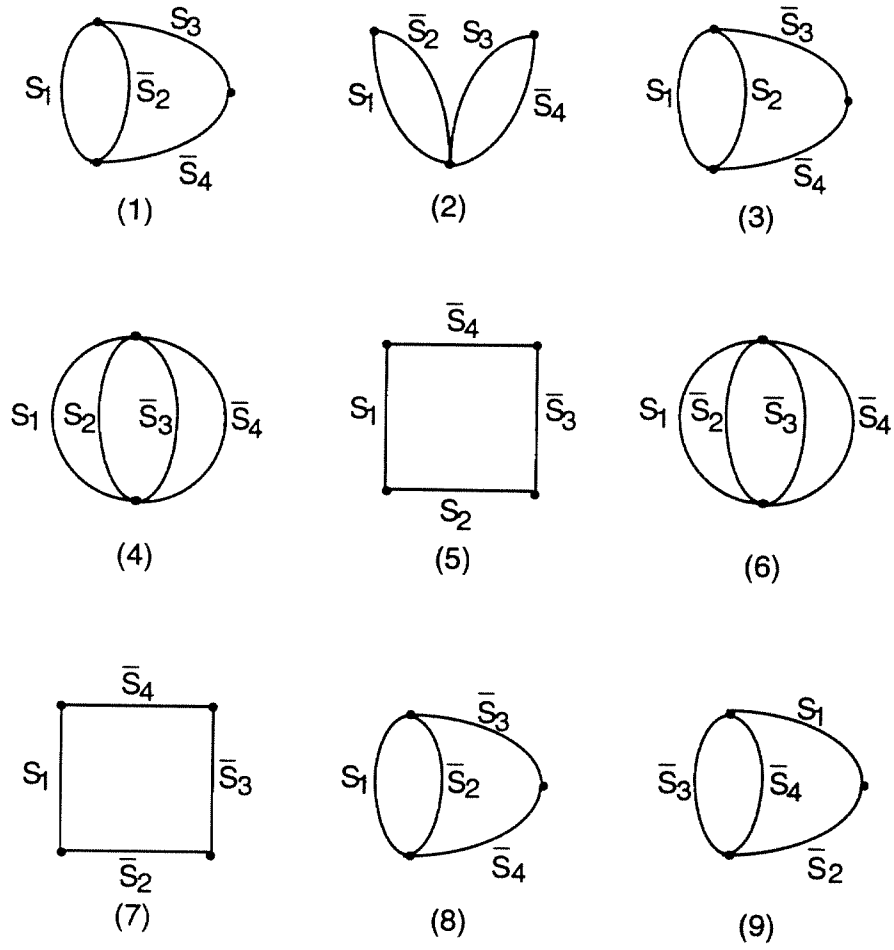 S₃
S₁ S̅₂
S̅₄
(1)
S̅₂ S₃
S₁ S̅₄
(2)
S̅₃
S₁ S₂
S̅₄
(3)
S₁ S₂ S̅₃ S̅₄
(4)
S̅₄
S₁ S̅₃
S₂
(5)
S₁ S̅₂ S̅₃ S̅₄
(6)
S̅₄
S₁ S̅₃
S̅₂
(7)
S̅₃
S₁ S̅₂
S̅₄
(8)
S₁
S̅₃ S̅₄
S̅₂
(9)